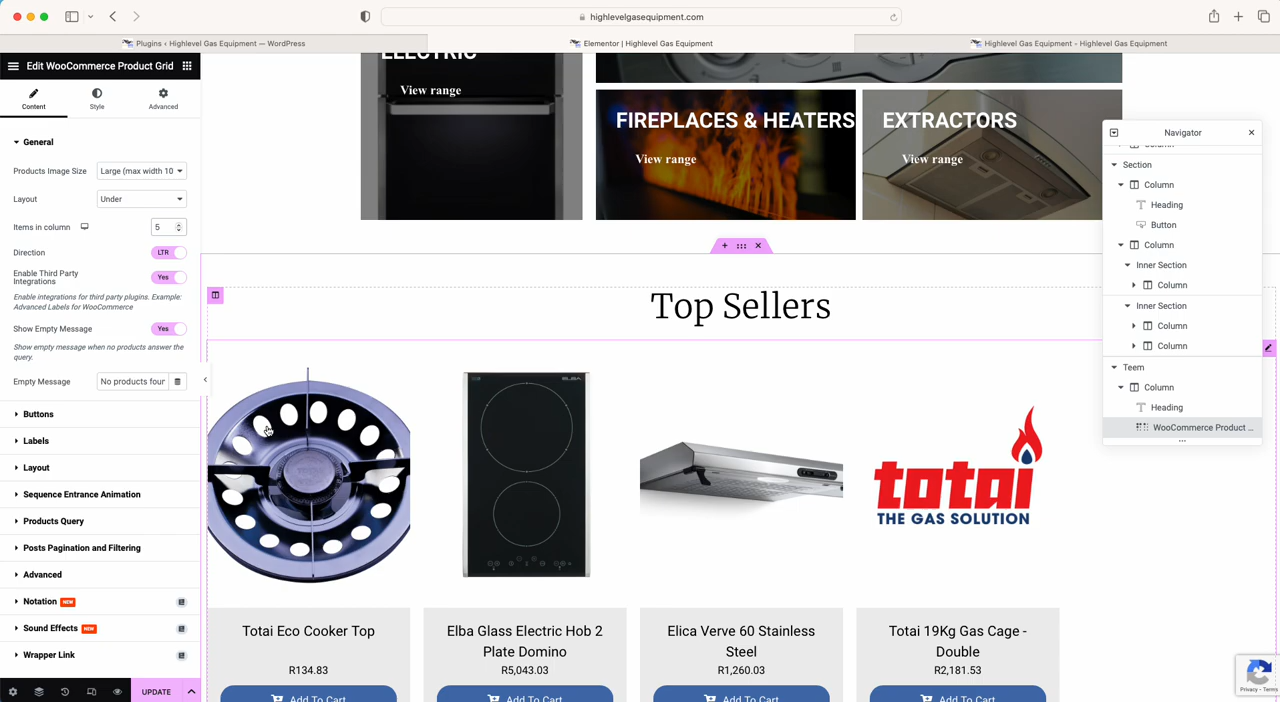 highlevelgasequipment.com
Plugins < Highlevel Gas Equipment — WordPress
Elementor | Highlevel Gas Equipment
Highlevel Gas Equipment - Highlevel Gas Equipment
Edit WooCommerce Product Grid
Content
Style
Advanced
General
Products Image Size
Large (max width 10
Layout
Under
Items in column
5
Direction
LTR
Enable Third Party
Integrations
Yes
Enable integrations for third party plugins. Example:
Advanced Labels for WooCommerce
Show Empty Message
Yes
Show empty message when no products answer the
query.
Empty Message
No products four
Buttons
Labels
Layout
Sequence Entrance Animation
Products Query
Posts Pagination and Filtering
Advanced
Notation NEW
Sound Effects NEW
Wrapper Link
UPDATE
ELECTRIC
View range
FIREPLACES & HEATERS
View range
EXTRACTORS
View range
Top Sellers
ELBA
totai
THE GAS SOLUTION
Totai Eco Cooker Top
R134.83
Add To Cart
Elba Glass Electric Hob 2
Plate Domino
R5,043.03
Add To Cart
Elica Verve 60 Stainless
Steel
R1,260.03
Add To Cart
Totai 19Kg Gas Cage -
Double
R2,181.53
Add To Cart
Navigator
Column
Section
Column
Heading
Button
Column
Inner Section
Column
Inner Section
Column
Column
Teem
Column
Heading
WooCommerce Product ...
Privacy - Terms